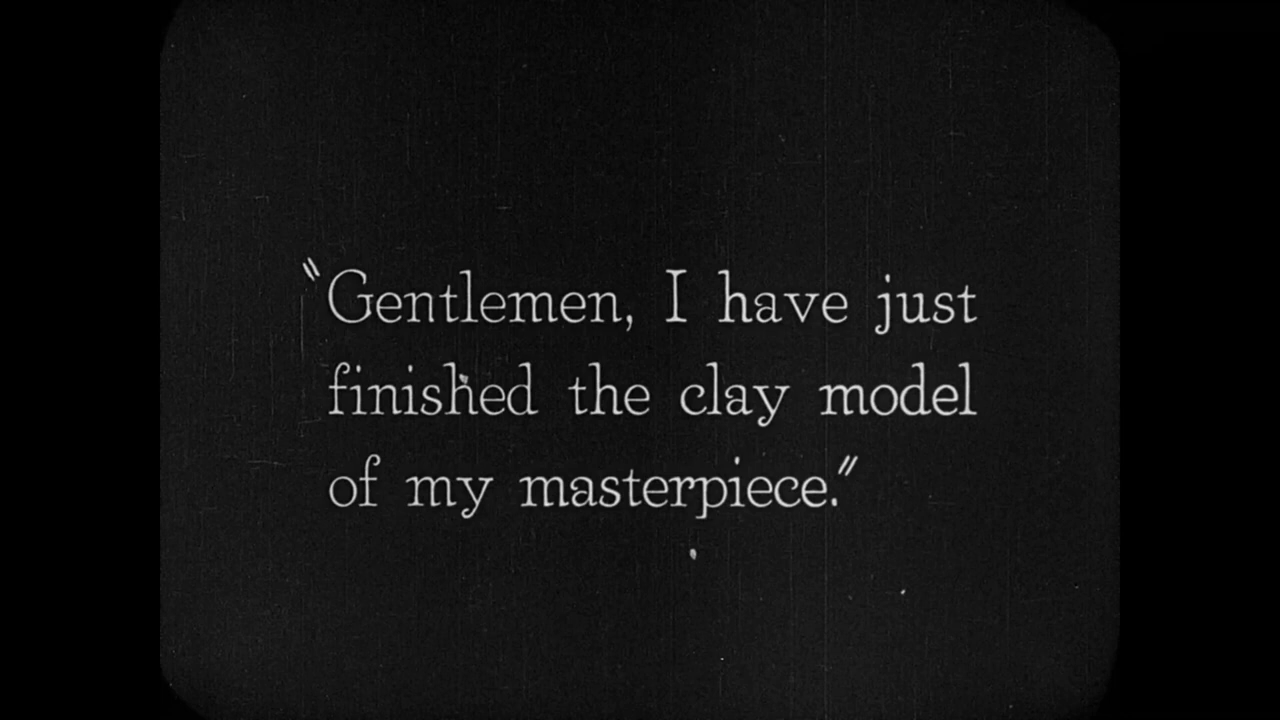 "Gentlemen, I have just
finished the clay model
of my masterpiece."